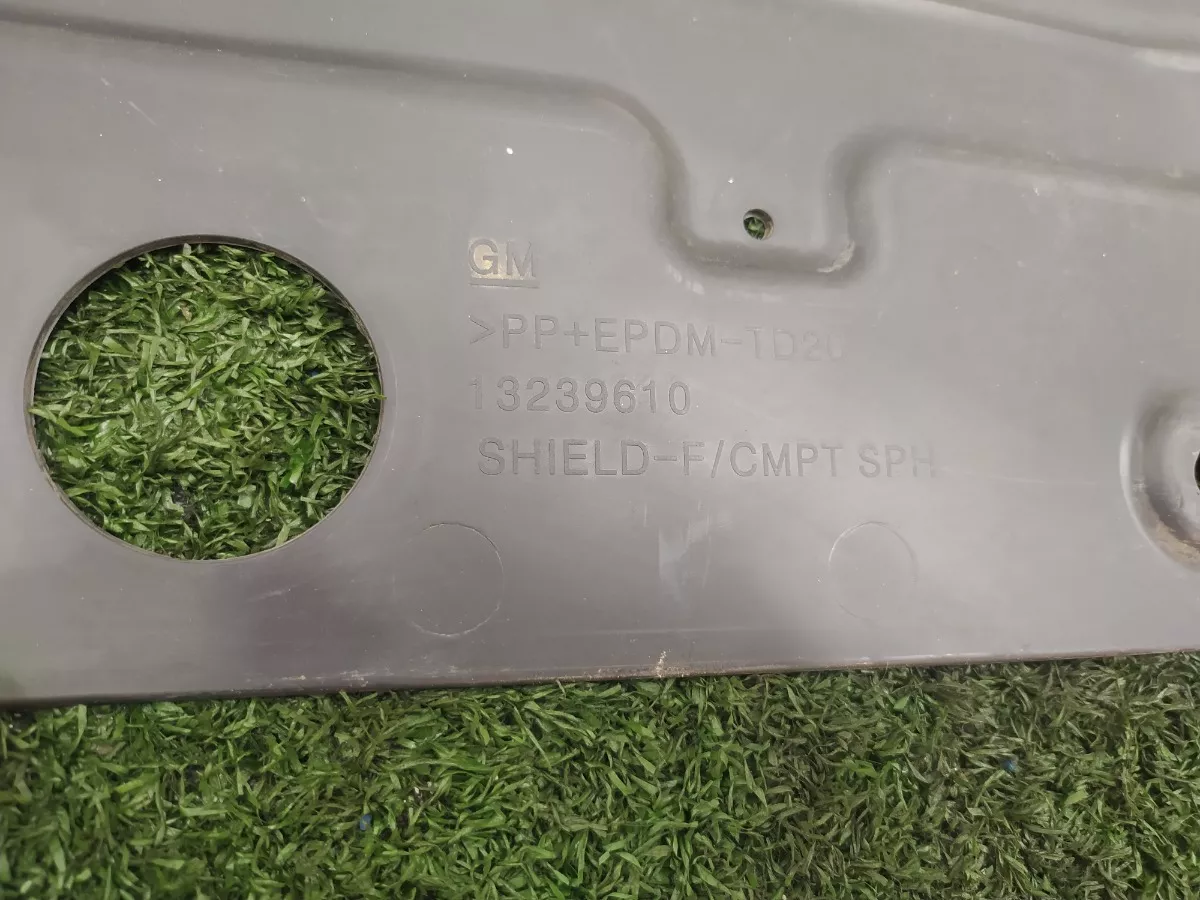 GM
>PP+EPDM-TD20
13239610
SHIELD-F/CMPT SPH